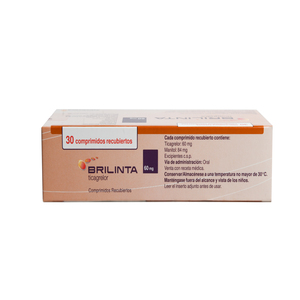 30 comprimidos recubiertos
BRILINTA
60 mg
ticagrelor
Comprimidos Recubiertos
Cada comprimido recubierto contiene:
Ticagrelor: 60 mg
Manitol: 84 mg
Excipientes c.s.p.
Vía de administración: Oral
Venta con receta médica.
Conservar/Almacenese a una temperatura no mayor de 30°C.
Manténgase fuera del alcance y vista de los niños.
Leer el inserto adjunto antes de usar.